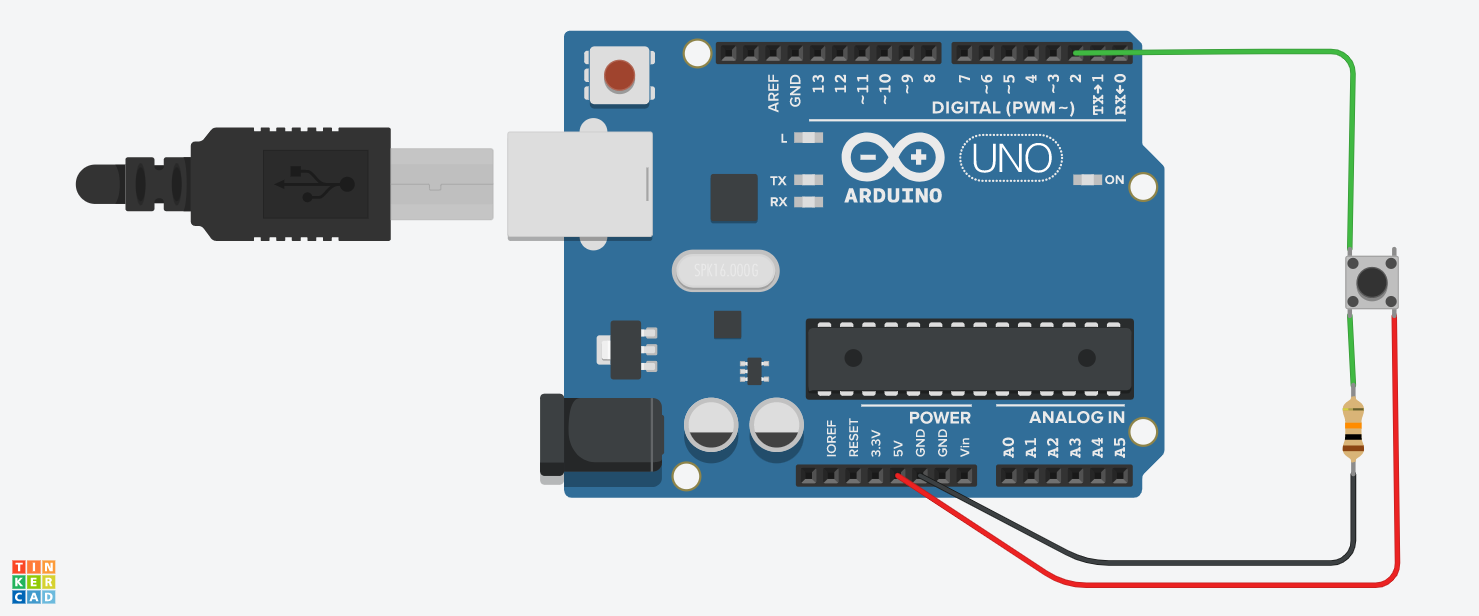 AREF
GND
13
12
~11
~10
~9
8
7
~6
~5
4
~3
2
TX→1
RX←0
DIGITAL (PWM~)
L
TX
RX
ARDUINO
UNO
ON
SPK16.000G
POWER
ANALOG IN
IOREF
RESET
3.3V
5V
GND
GND
Vin
A0
A1
A2
A3
A4
A5
TIN
KER
CAD